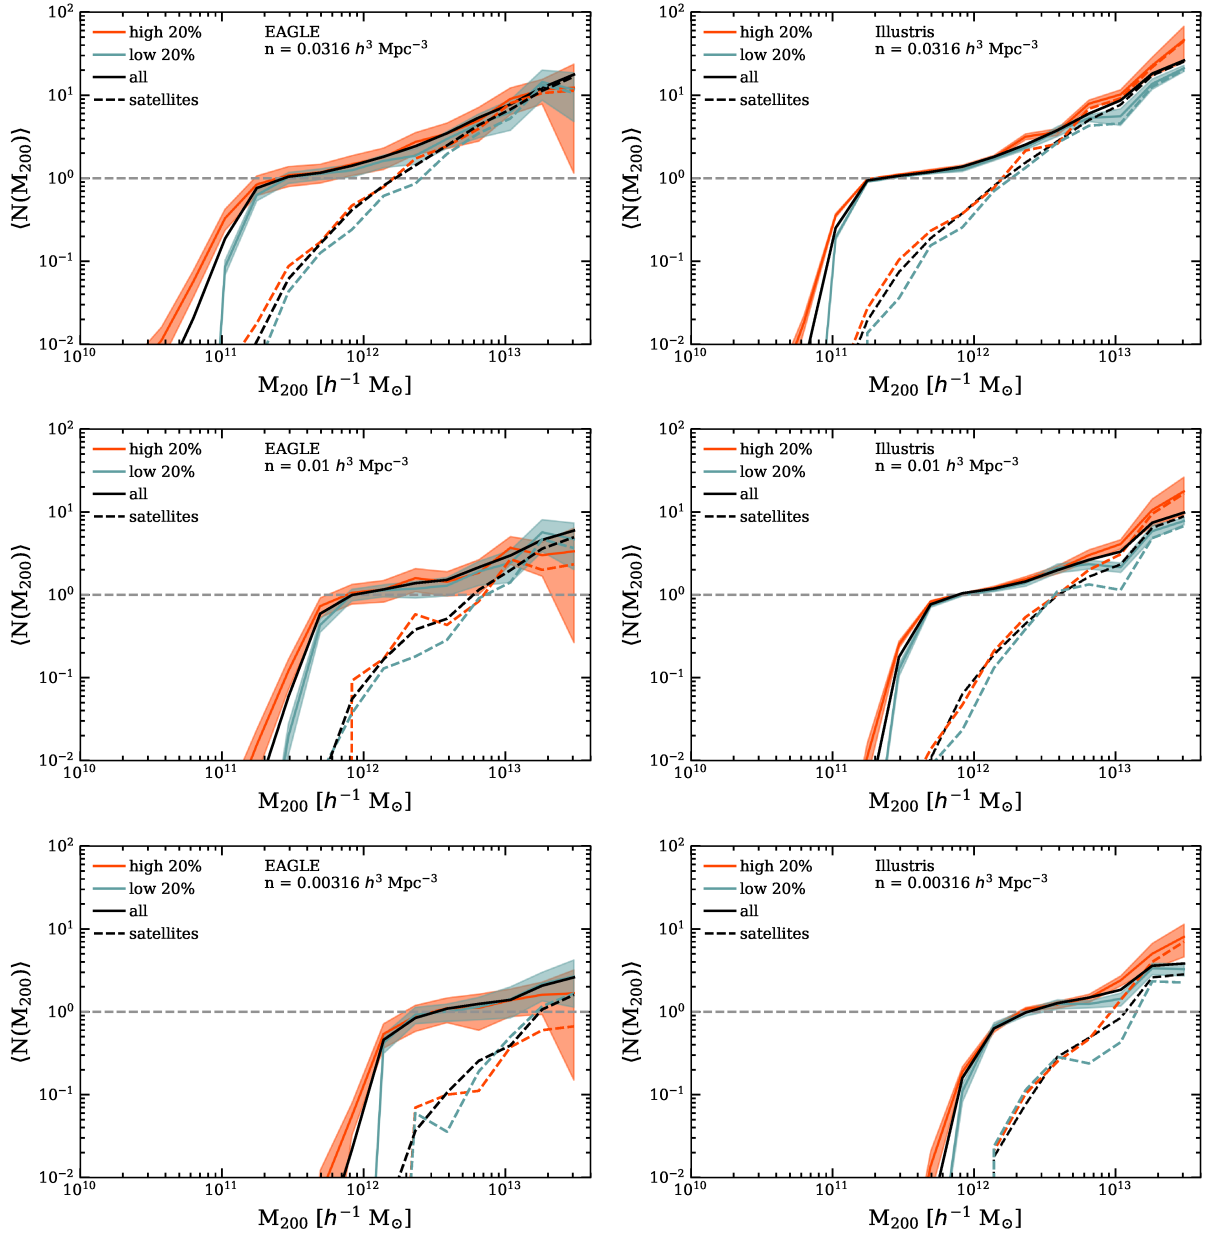 high 20%
low 20%
all
satellites
EAGLE
n = 0.0316 h³ Mpc⁻³
10²
10¹
10⁰
10⁻¹
10⁻²
⟨N(M₂₀₀)⟩
10¹⁰ 10¹¹ 10¹² 10¹³
M₂₀₀ [h⁻¹ M⊙]
high 20%
low 20%
all
satellites
Illustris
n = 0.0316 h³ Mpc⁻³
10²
10¹
10⁰
10⁻¹
10⁻²
⟨N(M₂₀₀)⟩
10¹⁰ 10¹¹ 10¹² 10¹³
M₂₀₀ [h⁻¹ M⊙]
high 20%
low 20%
all
satellites
EAGLE
n = 0.01 h³ Mpc⁻³
10²
10¹
10⁰
10⁻¹
10⁻²
⟨N(M₂₀₀)⟩
10¹⁰ 10¹¹ 10¹² 10¹³
M₂₀₀ [h⁻¹ M⊙]
high 20%
low 20%
all
satellites
Illustris
n = 0.01 h³ Mpc⁻³
10²
10¹
10⁰
10⁻¹
10⁻²
⟨N(M₂₀₀)⟩
10¹⁰ 10¹¹ 10¹² 10¹³
M₂₀₀ [h⁻¹ M⊙]
high 20%
low 20%
all
satellites
EAGLE
n = 0.00316 h³ Mpc⁻³
10²
10¹
10⁰
10⁻¹
10⁻²
⟨N(M₂₀₀)⟩
10¹⁰ 10¹¹ 10¹² 10¹³
M₂₀₀ [h⁻¹ M⊙]
high 20%
low 20%
all
satellites
Illustris
n = 0.00316 h³ Mpc⁻³
10²
10¹
10⁰
10⁻¹
10⁻²
⟨N(M₂₀₀)⟩
10¹⁰ 10¹¹ 10¹² 10¹³
M₂₀₀ [h⁻¹ M⊙]